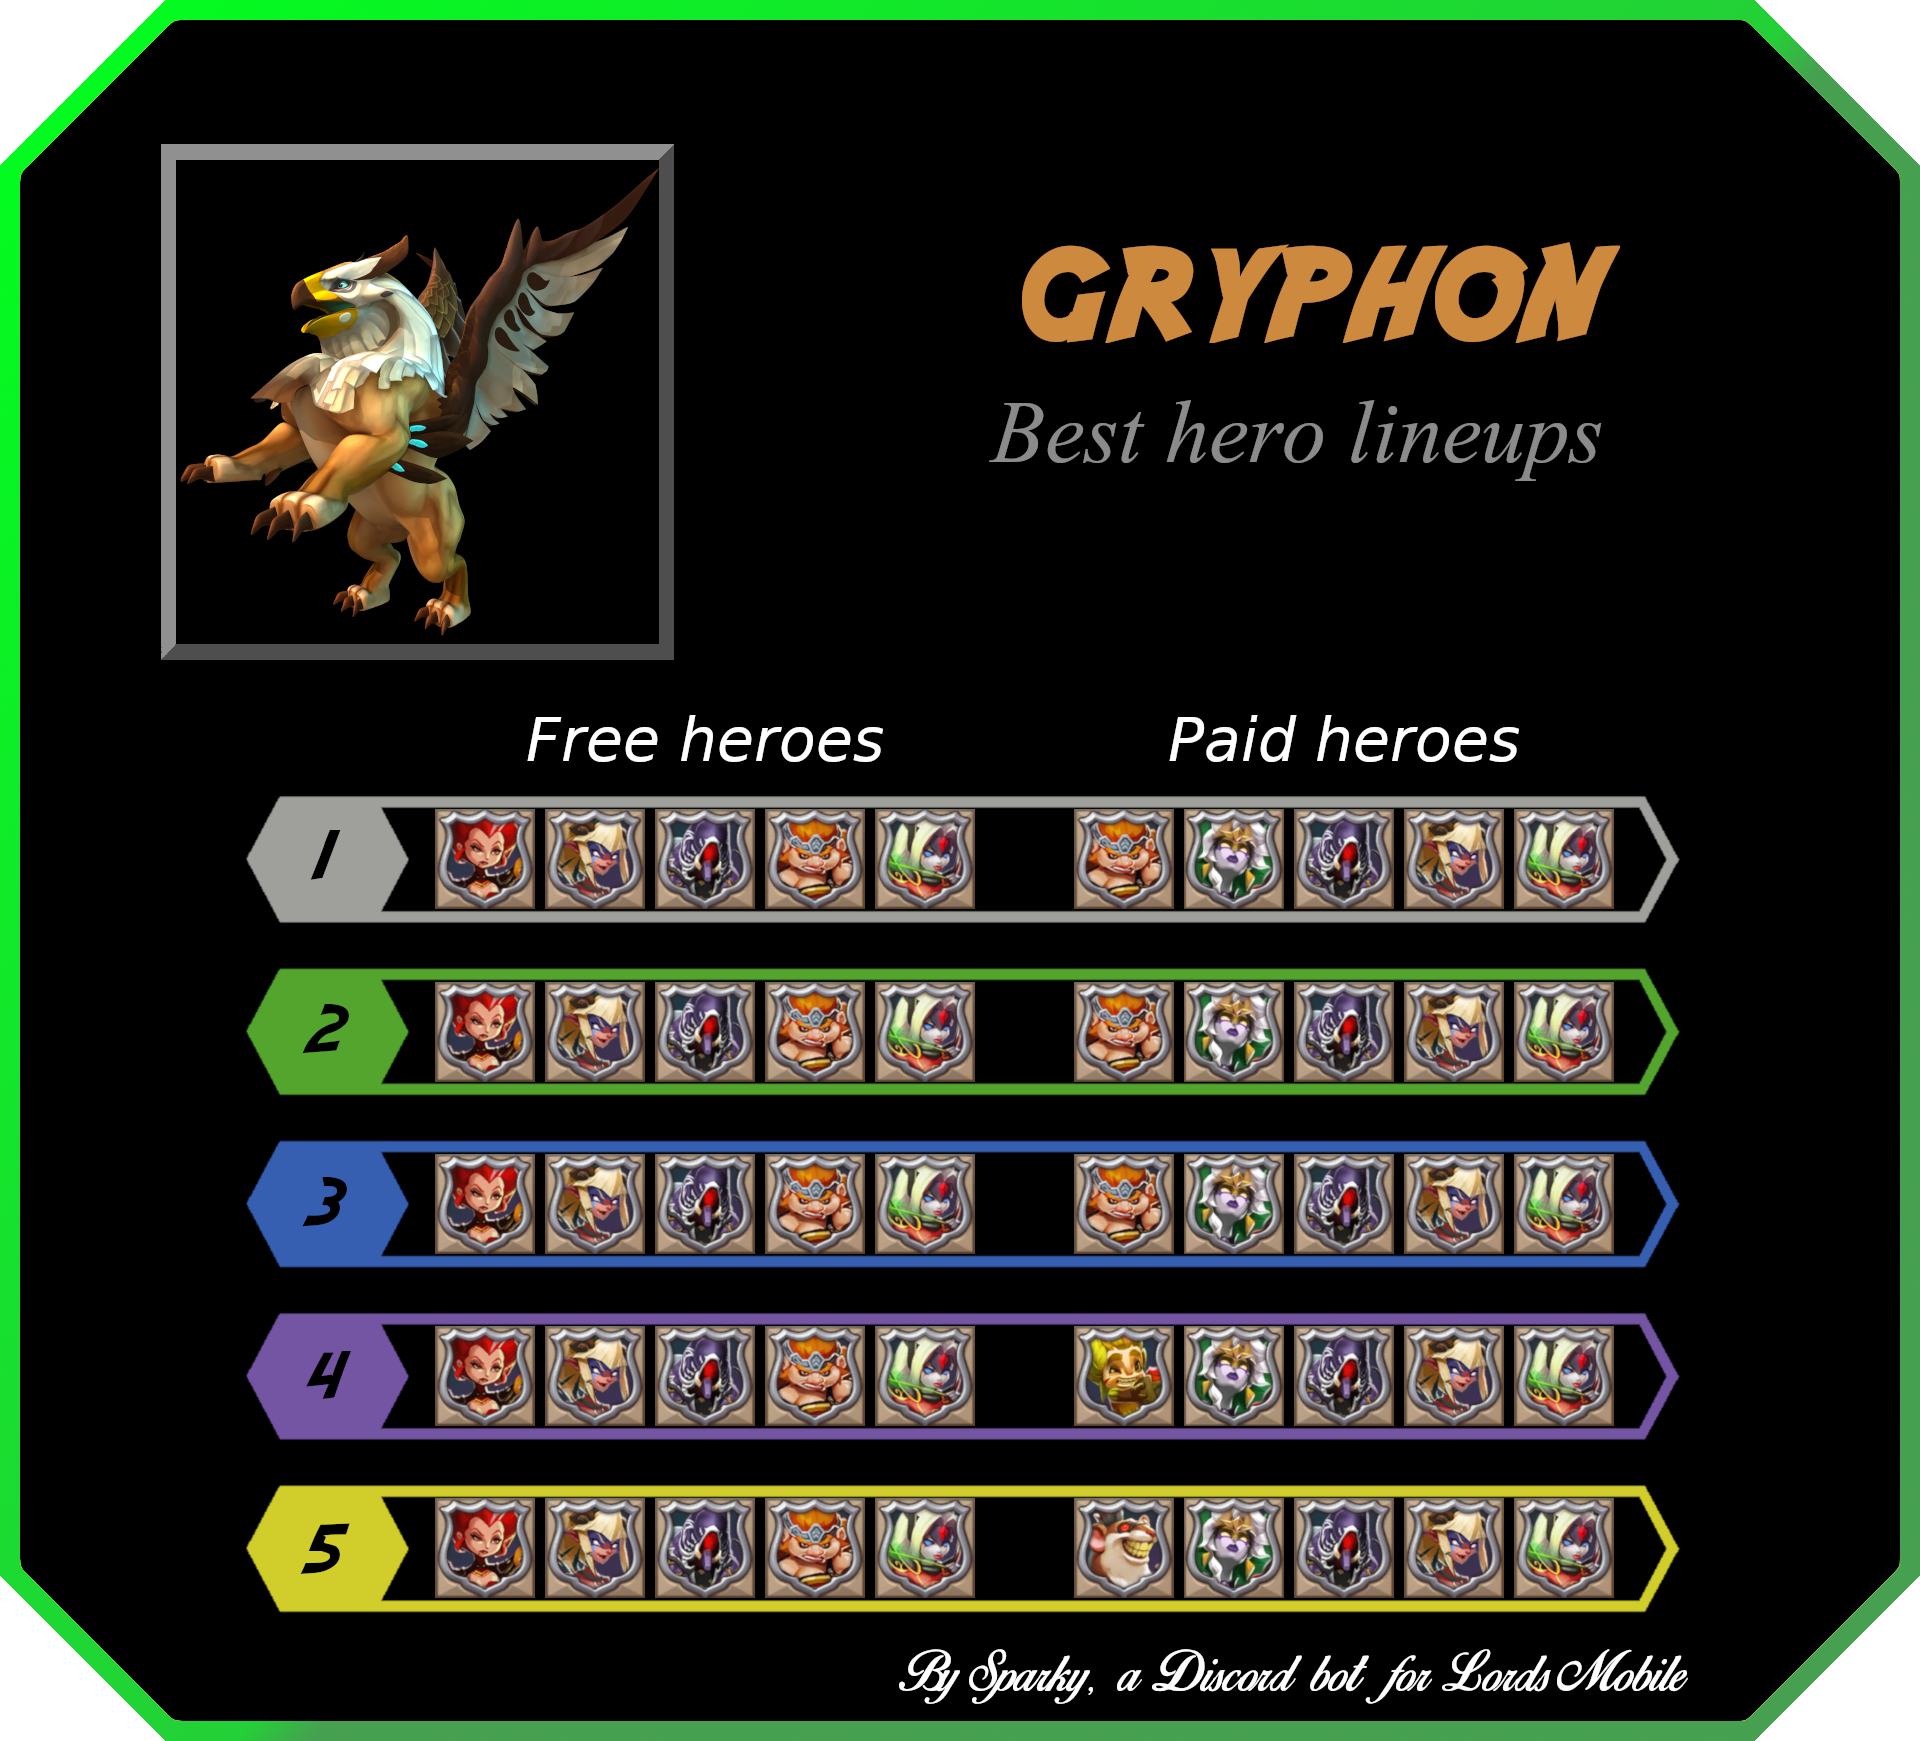 GRYPHON
Best hero lineups
Free heroes Paid heroes
1
2
3
4
5
By Sparky, a Discord bot for Lords Mobile